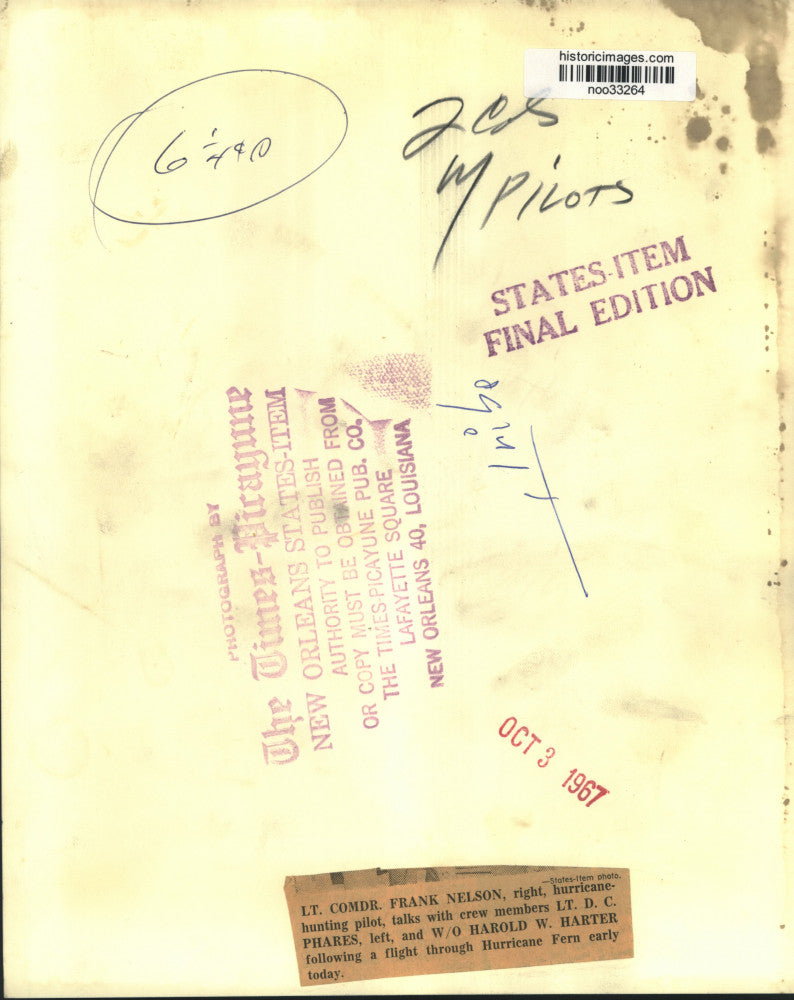 historicimages.com
noo33264
2 cols
W/PILOTS
STATES-ITEM
FINAL EDITION
PHOTOGRAPH BY
The Times-Picayune
NEW ORLEANS STATES-ITEM
AUTHORITY TO PUBLISH
OR COPY MUST BE OBTAINED FROM
THE TIMES-PICAYUNE PUB. CO.
LAFAYETTE SQUARE
NEW ORLEANS 40, LOUISIANA
OCT 3 1967
—States-Item photo.
LT. COMDR. FRANK NELSON, right, hurricane-
hunting pilot, talks with crew members LT. D. C.
PHARES, left, and W/O HAROLD W. HARTER
following a flight through Hurricane Fern early
today.